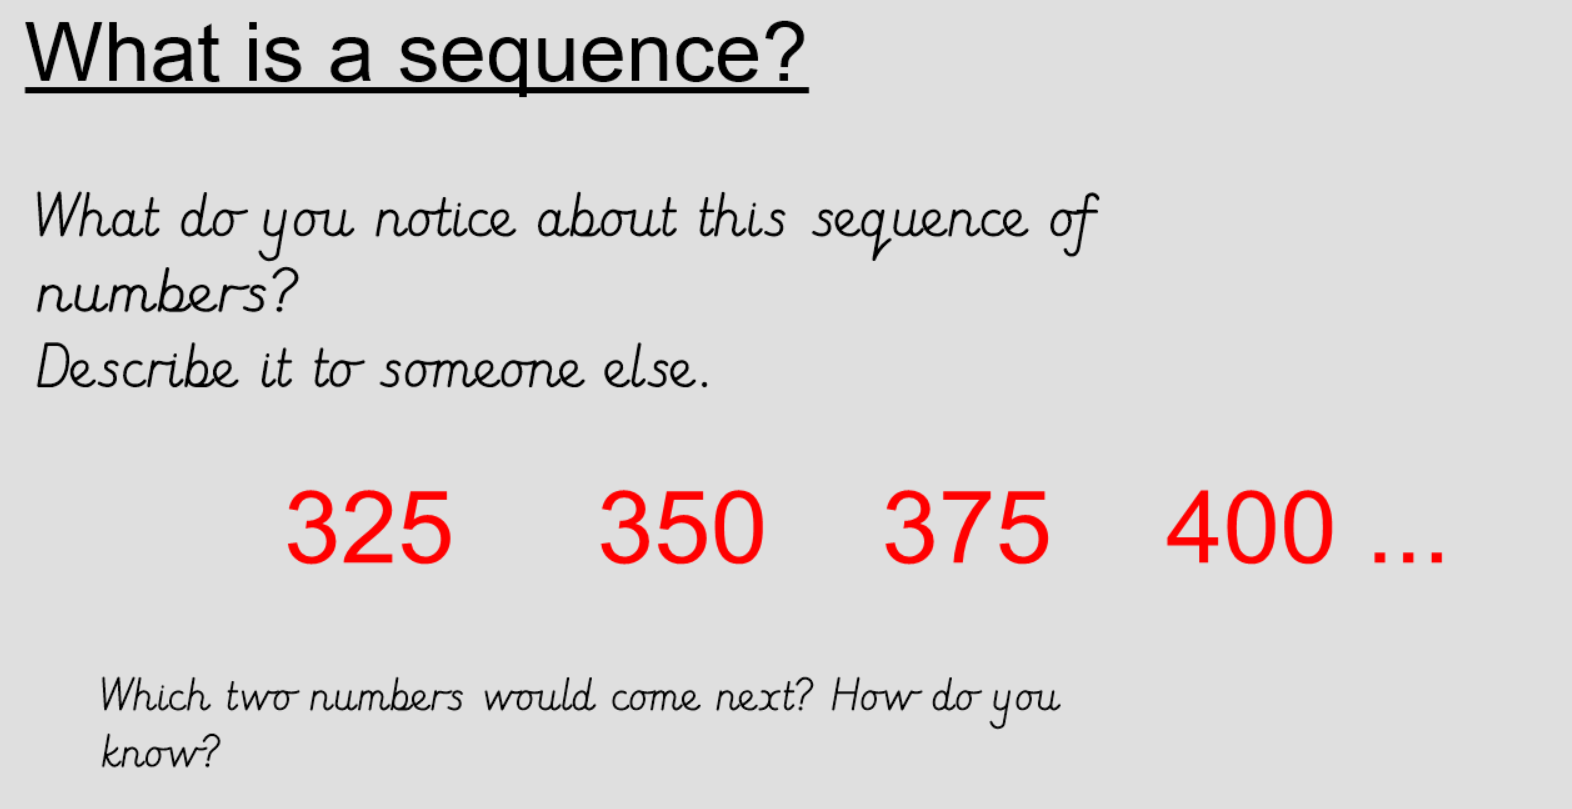 What is a sequence?
What do you notice about this sequence of
numbers?
Describe it to someone else.
325 350 375 400 ...
Which two numbers would come next? How do you
know?